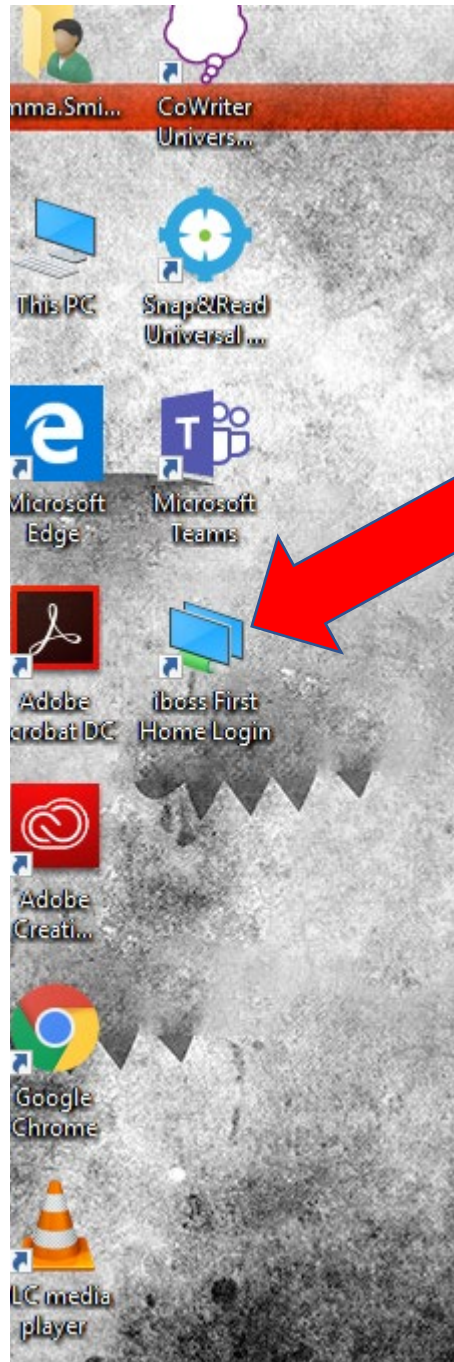 mma.Smi...
CoWriter
Univers...
This PC
Snap&Read
Universal ...
Microsoft
Edge
Microsoft
Teams
Adobe
crobat DC
iboss First
Home Login
Adobe
Creati...
Google
Chrome
LC media
player